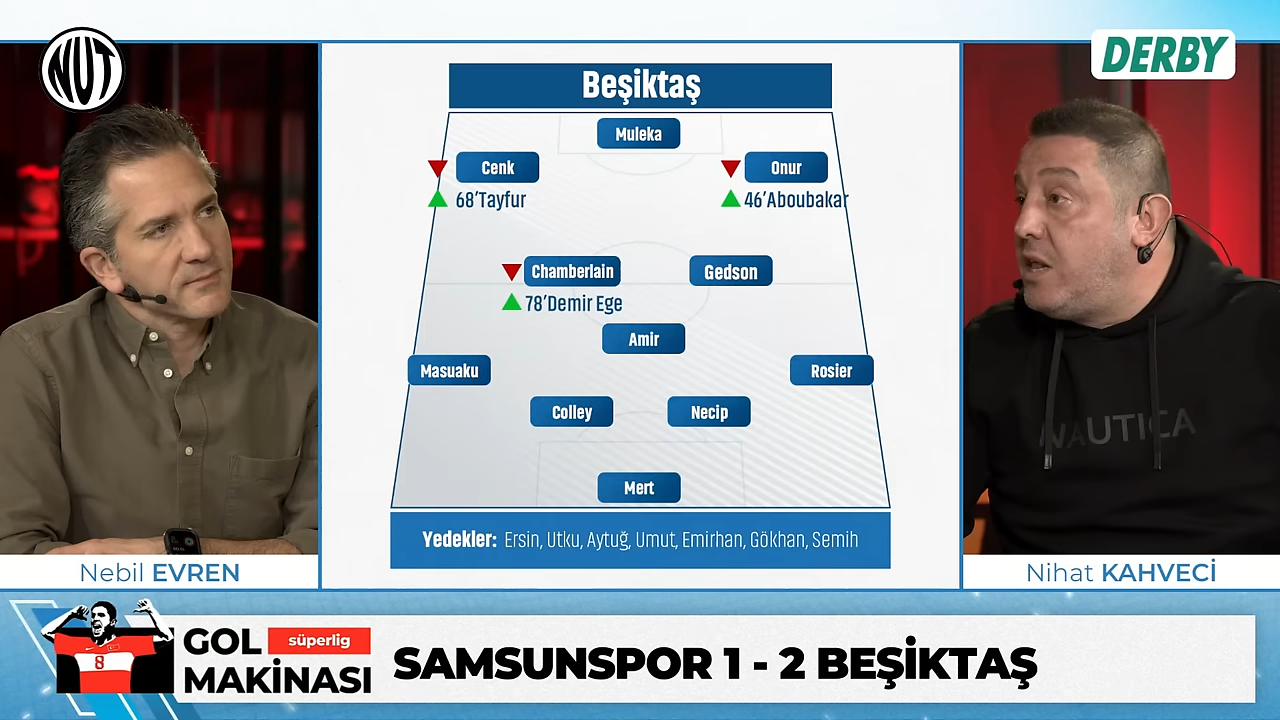 NUT
DERBY
Beşiktaş
Muleka
Cenk
68'Tayfur
Onur
46'Aboubakar
Chamberlain
78'Demir Ege
Gedson
Amir
Masuaku
Rosier
Colley
Necip
Mert
Yedekler: Ersin, Utku, Aytuğ, Umut, Emirhan, Gökhan, Semih
NAUTICA
Nebil EVREN
Nihat KAHVECİ
8
GOL süperlig
MAKİNASI
SAMSUNSPOR 1 - 2 BEŞİKTAŞ